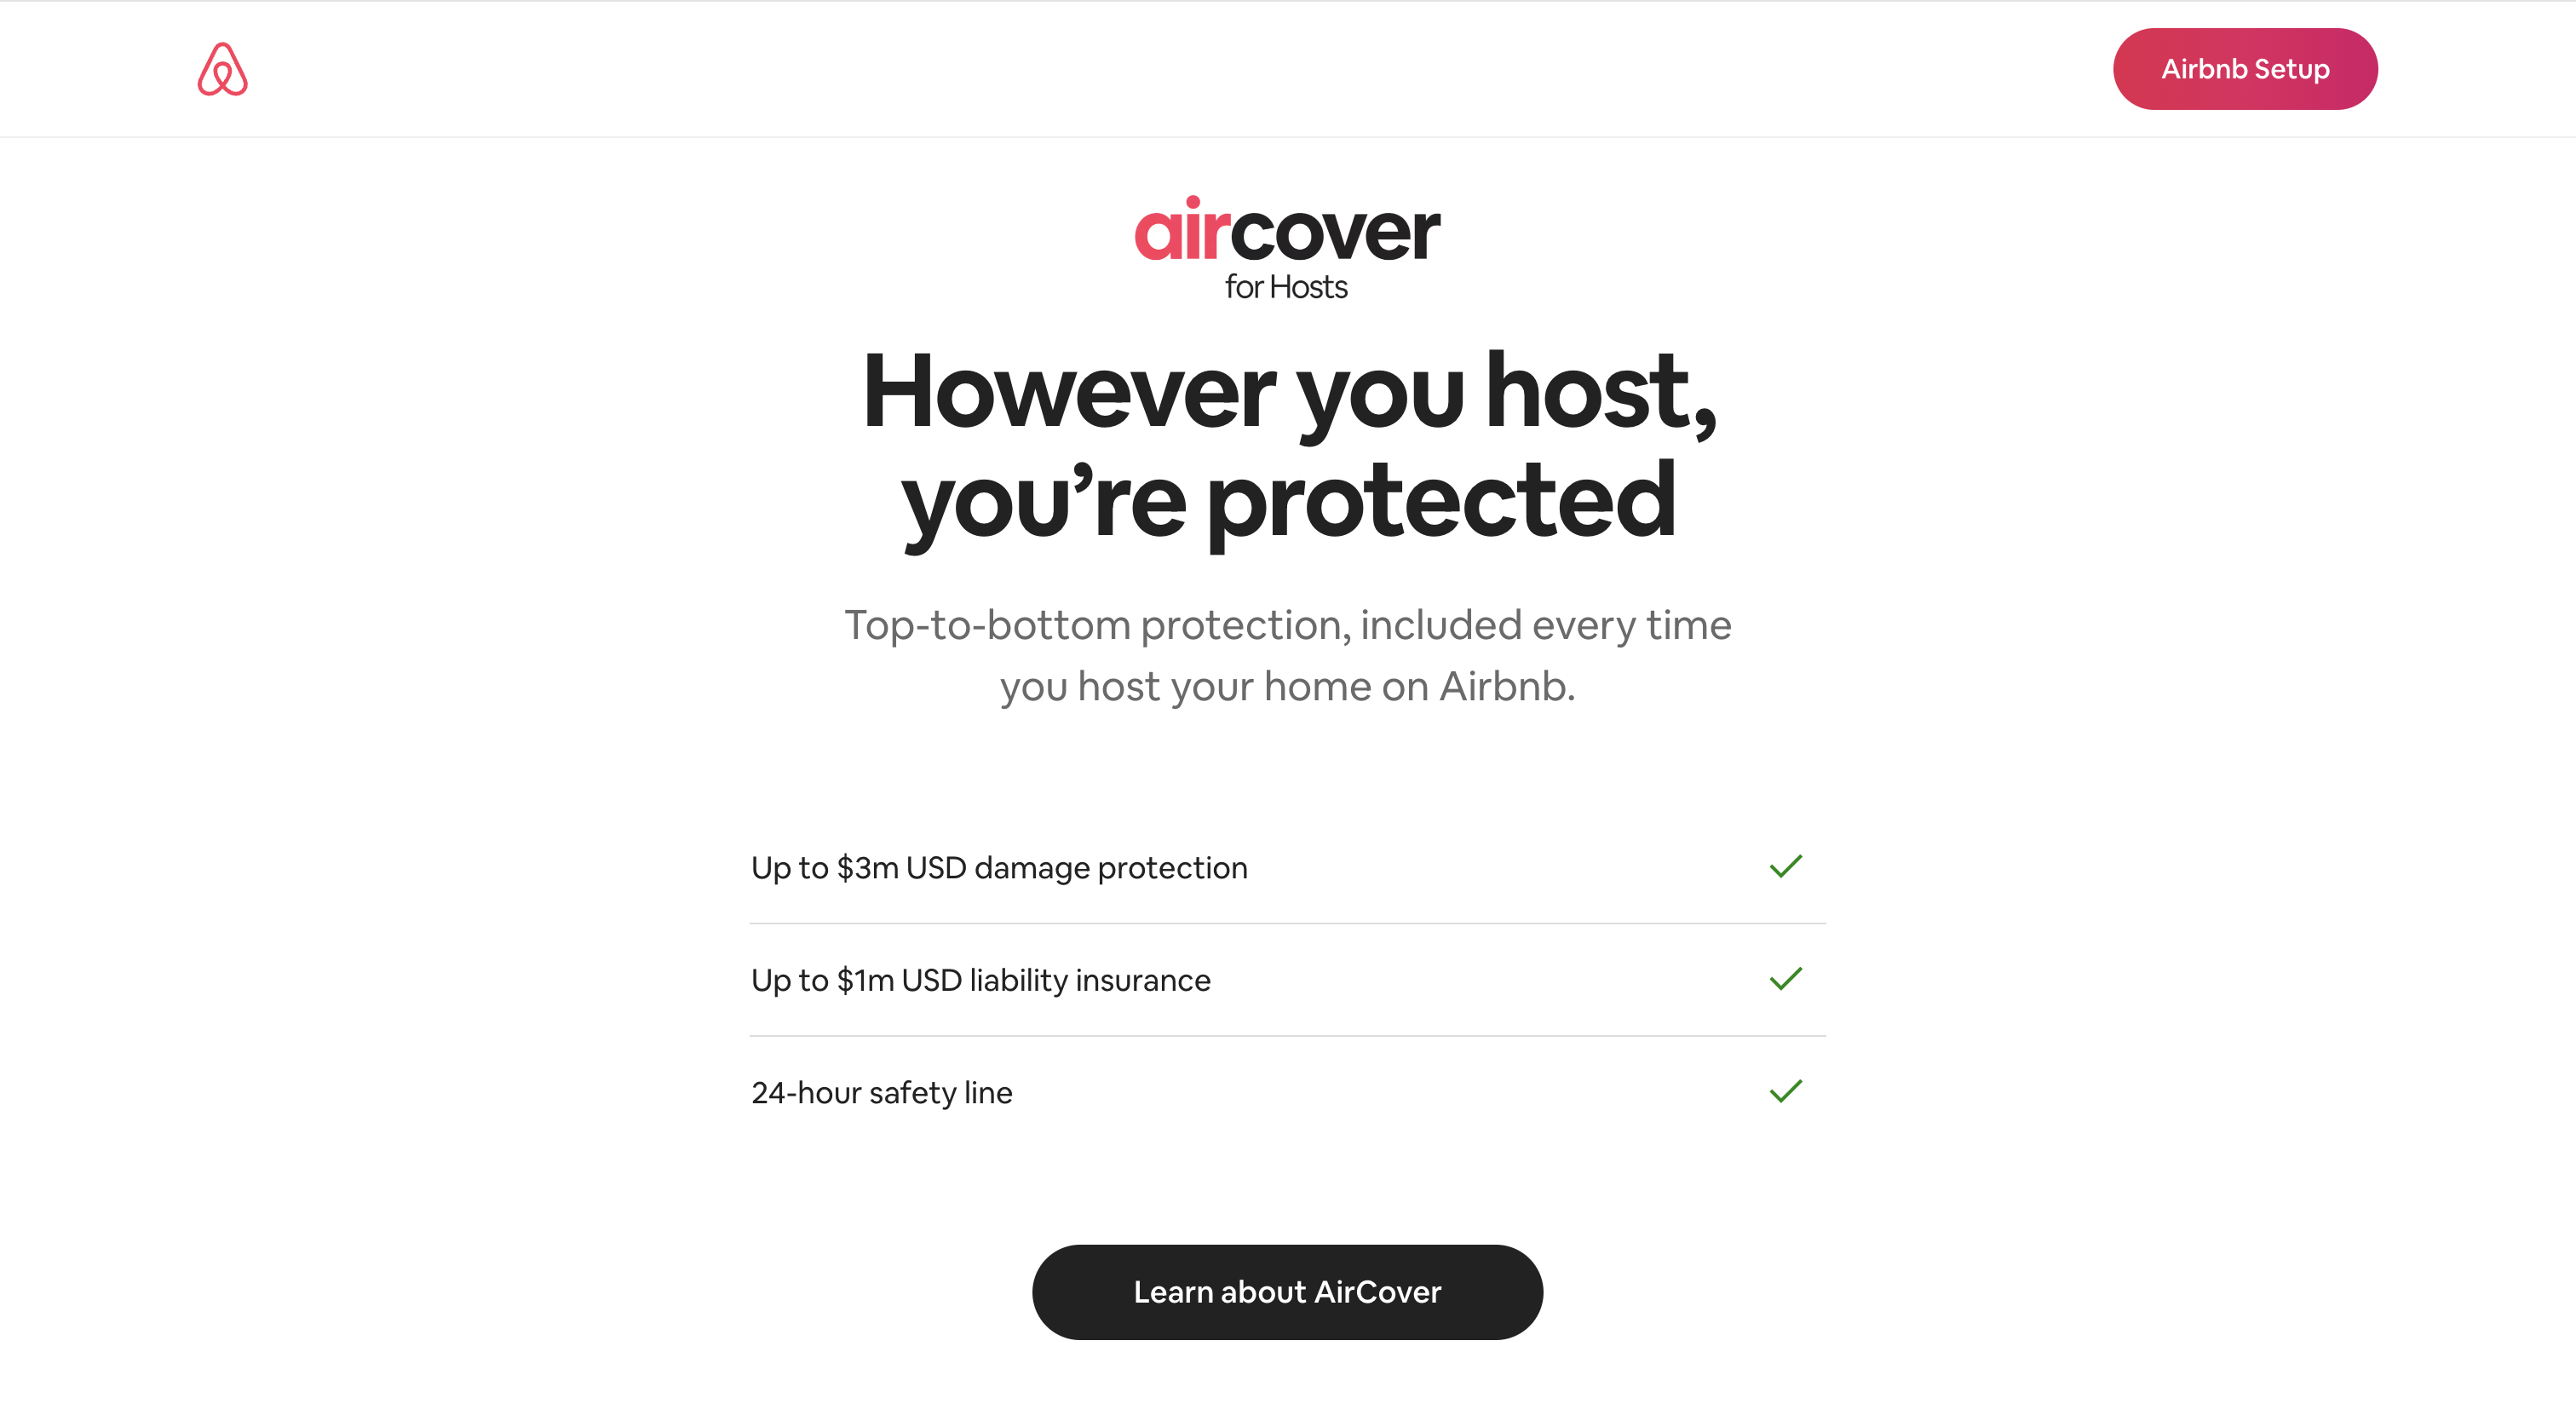 Airbnb Setup
aircover
for Hosts
However you host,
you’re protected
Top-to-bottom protection, included every time
you host your home on Airbnb.
Up to $3m USD damage protection
Up to $1m USD liability insurance
24-hour safety line
Learn about AirCover